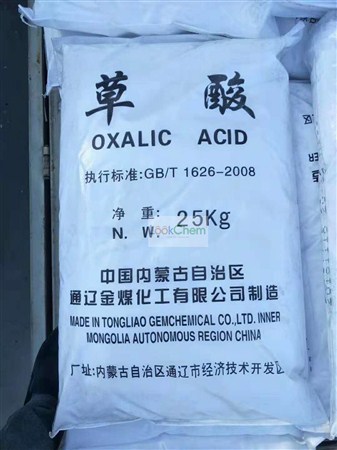 草 酸
OXALIC ACID
执行标准:GB/T 1626-2008
净 重: 25Kg
N. W:
LookChem
中国内蒙古自治区
通辽金煤化工有限公司制造
MADE IN TONGLIAO GEMCHEMICAL CO.,LTD. INNER
MONGOLIA AUTONOMOUS REGION CHINA
厂址:内蒙古自治区通辽市经济技术开发区